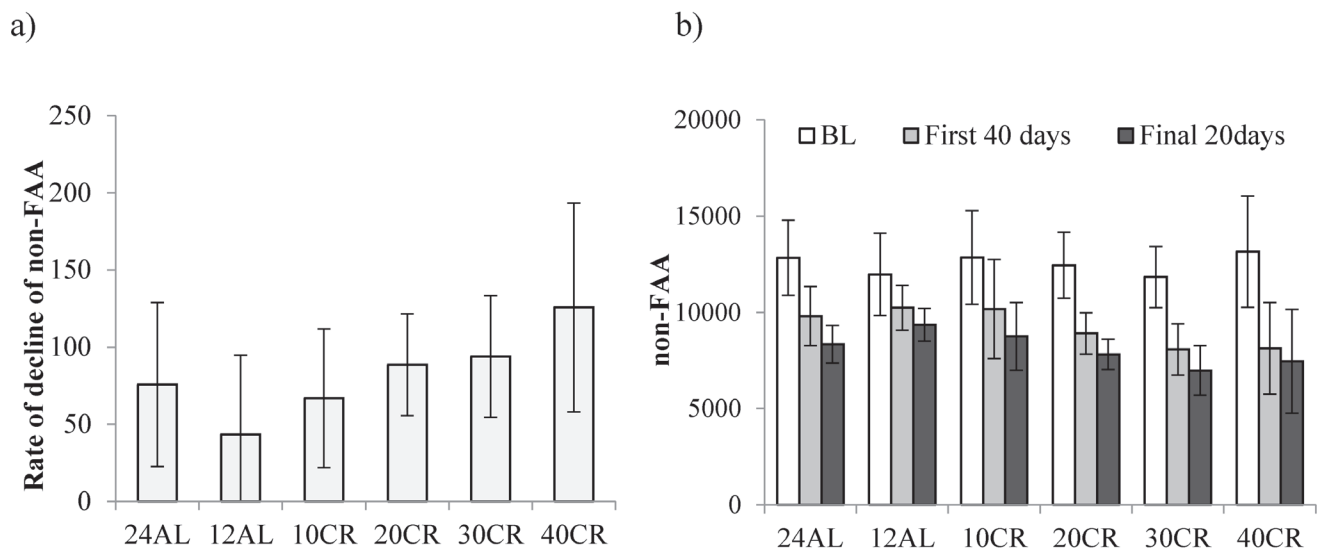 a)
Rate of decline of non-FAA
250
200
150
100
50
0
24AL 12AL 10CR 20CR 30CR 40CR
b)
non-FAA
BL First 40 days Final 20days
20000
15000
10000
5000
0
24AL 12AL 10CR 20CR 30CR 40CR